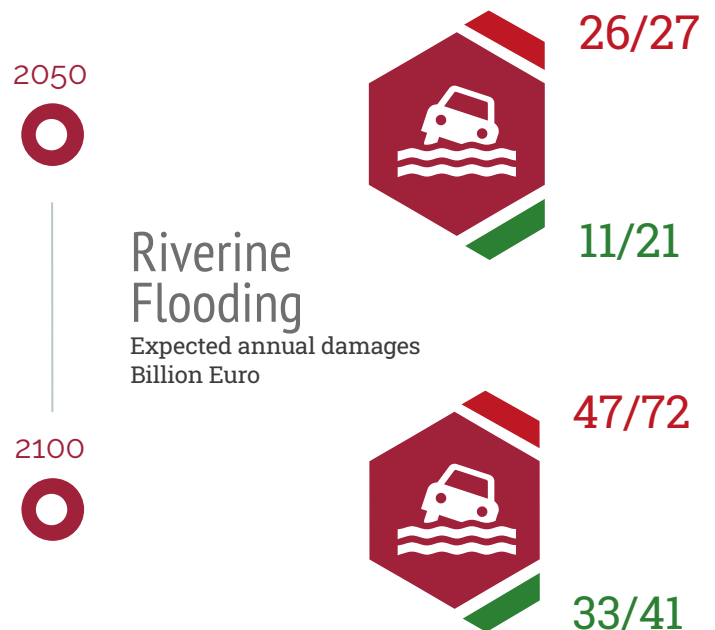 2050
26/27
11/21
Riverine
Flooding
Expected annual damages
Billion Euro
2100
47/72
33/41